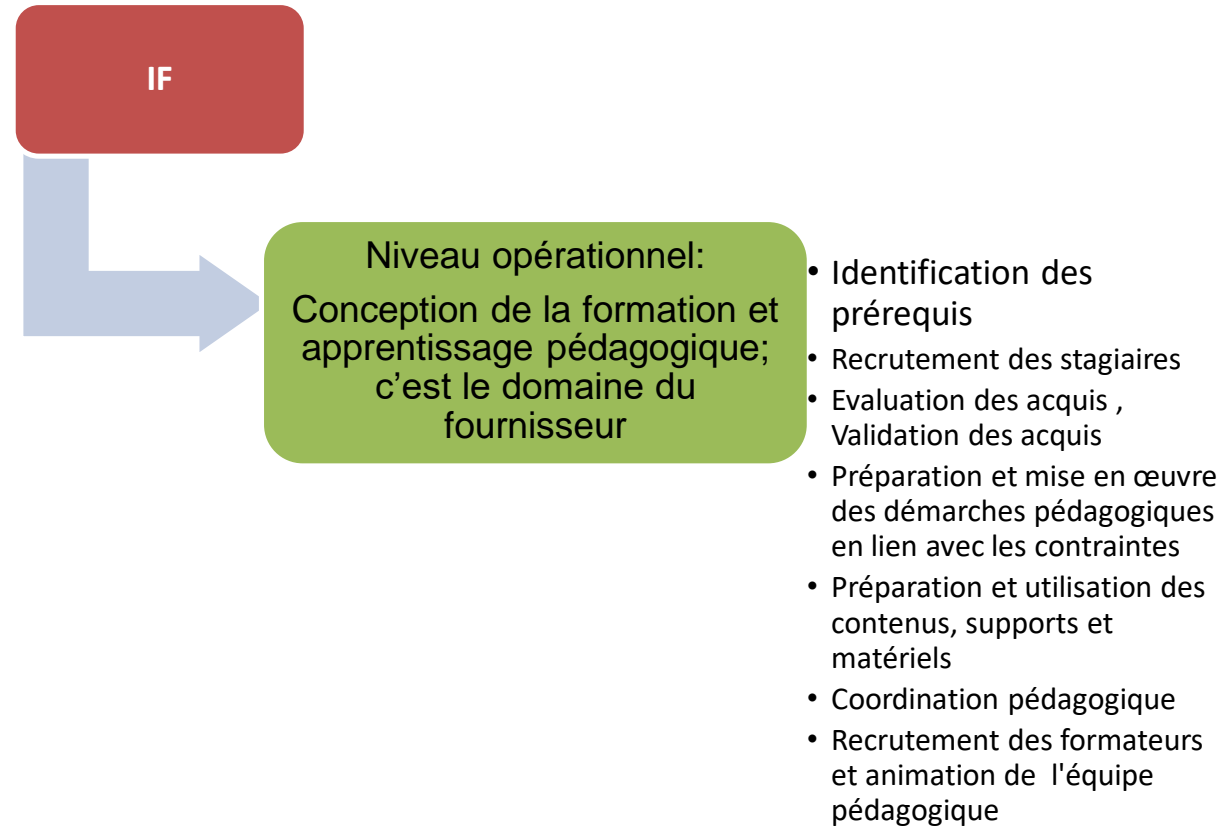 IF
Niveau opérationnel:
Conception de la formation et
apprentissage pédagogique;
c’est le domaine du
fournisseur
• Identification des
prérequis
• Recrutement des stagiaires
• Evaluation des acquis ,
Validation des acquis
• Préparation et mise en œuvre
des démarches pédagogiques
en lien avec les contraintes
• Préparation et utilisation des
contenus, supports et
matériels
• Coordination pédagogique
• Recrutement des formateurs
et animation de l'équipe
pédagogique